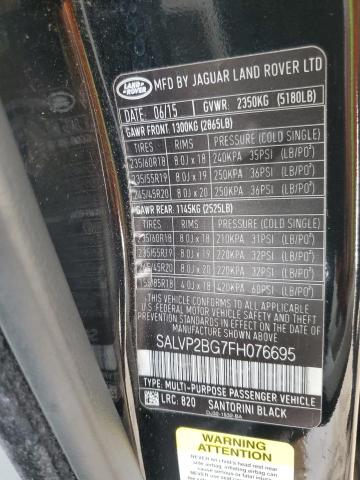 LAND ROVER
MFD BY JAGUAR LAND ROVER LTD
06/15 GVWR. 2350KG (5180LB)
GAWR FRONT: 1300KG (2865LB)
TIRES RIMS PRESSURE (COLD SINGLE)
235/60R18 8.0J x 18 240KPA 35PSI (LB/PO²)
235/55R19 8.0J x 19 250KPA 36PSI (LB/PO²)
245/45R20 8.0J x 20 250KPA 36PSI (LB/PO²)
GAWR REAR: 1145KG (2525LB)
TIRES RIMS PRESSURE (COLD SINGLE)
235/60R18 8.0J x 18 210KPA 31PSI (LB/PO²)
235/55R19 8.0J x 19 220KPA 32PSI (LB/PO²)
245/45R20 8.0J x 20 220KPA 32PSI (LB/PO²)
155/85R18 4.0J x 18 420KPA 60PSI (LB/PO²)
THIS VEHICLE CONFORMS TO ALL APPLICABLE
U.S FEDERAL MOTOR VEHICLE SAFETY
AND THEFT PREVENTION STANDARDS IN EFFECT
ON THE DATE OF MANUFACTURE SHOWN ABOVE.
SALVP2BG7FH076695
TYPE: MULTI-PURPOSE PASSENGER VEHICLE
LRC. 820 SANTORINI BLACK
WARNING